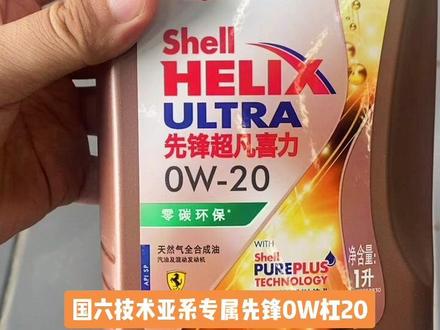 Shell
HELIX
ULTRA
先锋超凡喜力
0W-20
零碳环保*
天然气全合成油
汽油及混动发动机
API SP
WITH
Shell
PUREPLUS
TECHNOLOGY
净含量:
1升
国六技术亚系专属先锋0W杠20